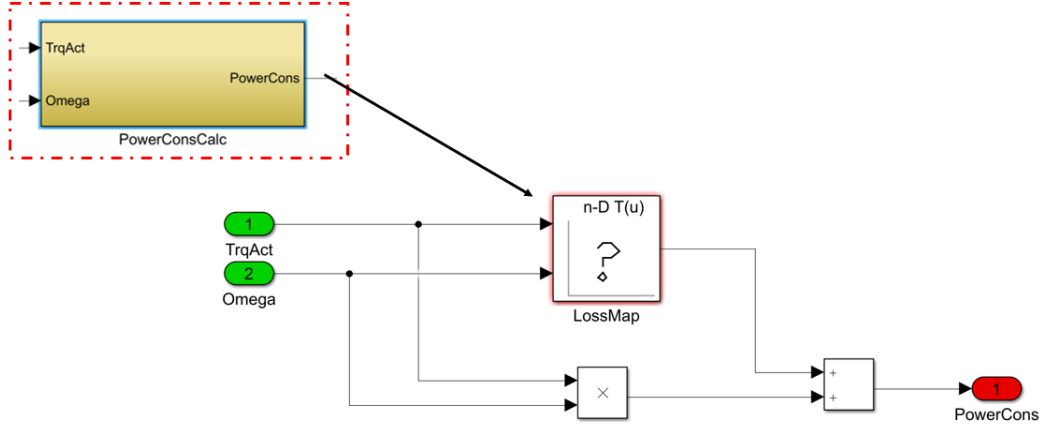 TrqAct
PowerCons
Omega
PowerConsCalc
n-D T(u)
?
1
TrqAct
2
Omega
LossMap
×
+
+
1
PowerCons